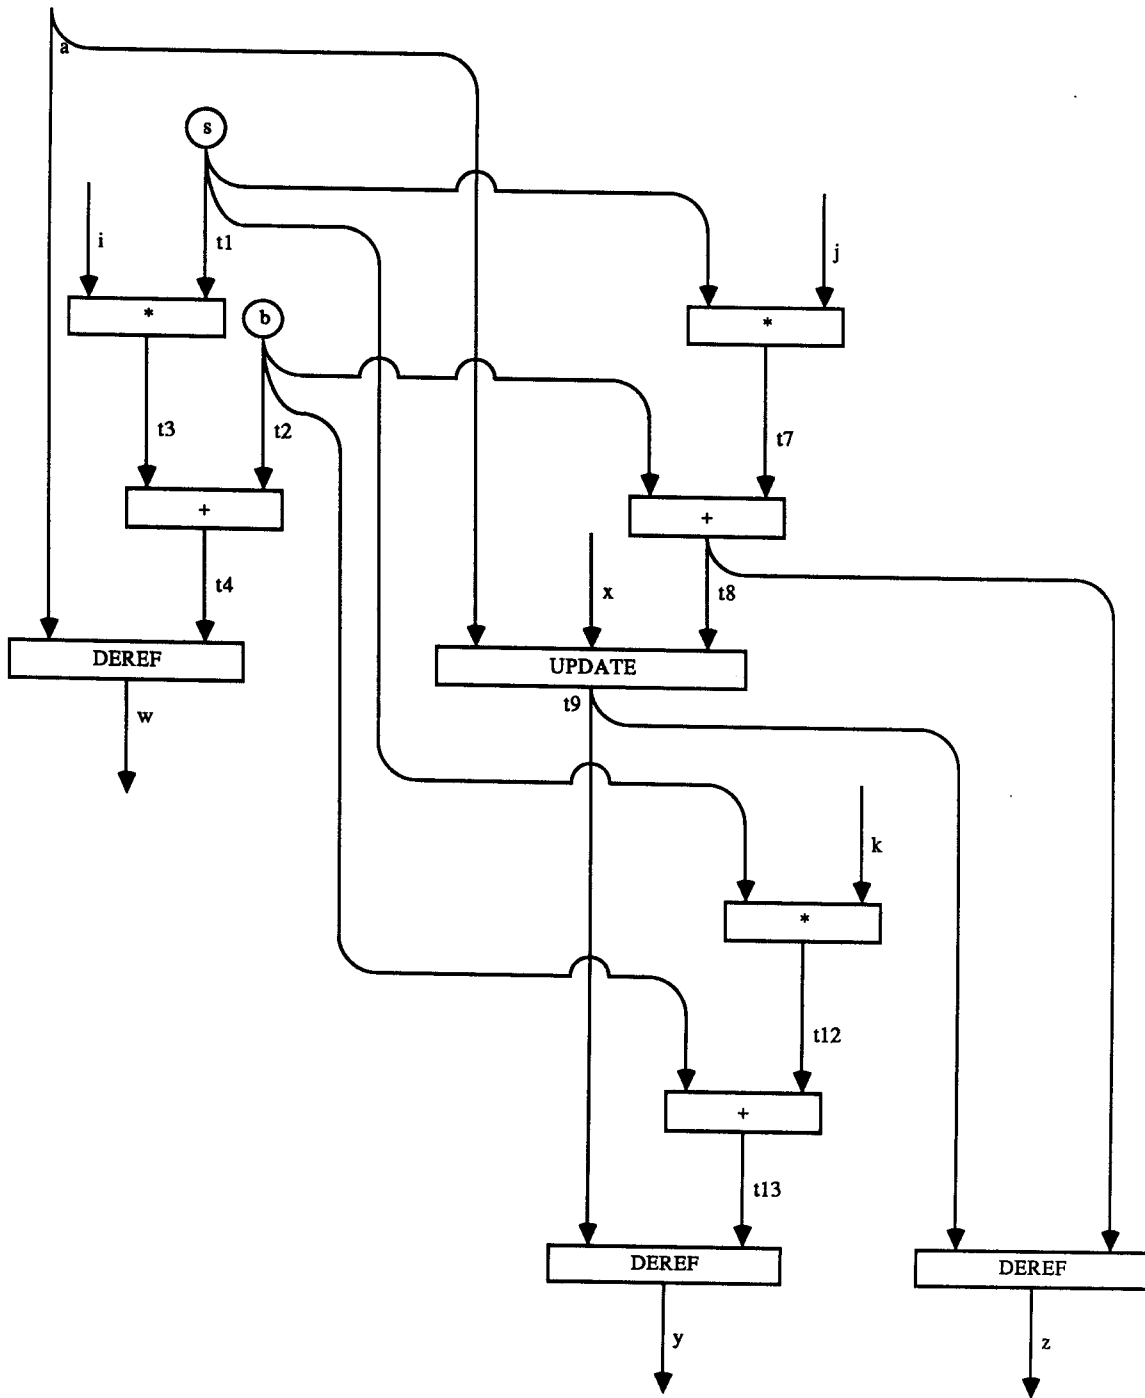 a
s
i
t1
j
*
b
*
t3
t2
t7
+
+
t4
x
t8
DEREF
UPDATE
t9
w
k
*
t12
+
t13
DEREF
DEREF
y
z